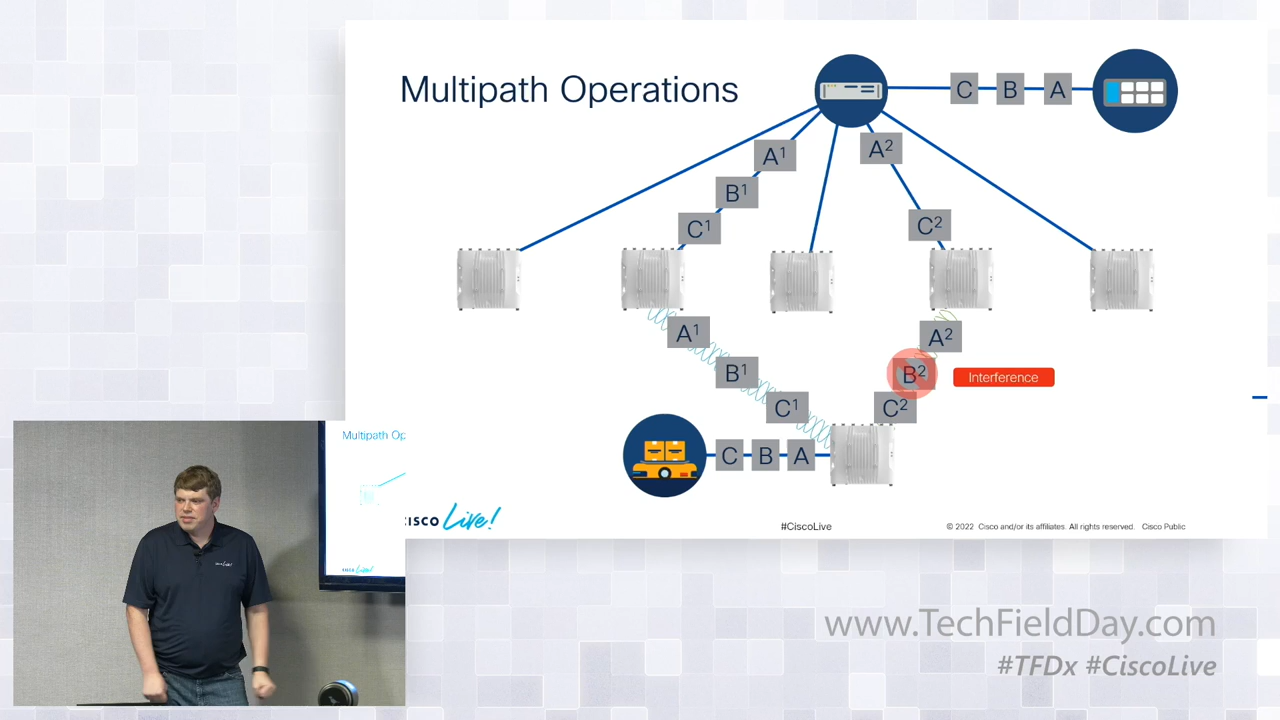 Multipath Operations
C B A
A¹ A²
B¹
C¹ C²
A¹ A²
B¹ B² Interference
C¹ C²
C B A
Multipath Op
CISCO Live!
#CiscoLive
© 2022 Cisco and/or its affiliates. All rights reserved. Cisco Public
www.TechFieldDay.com
#TFDx #CiscoLive